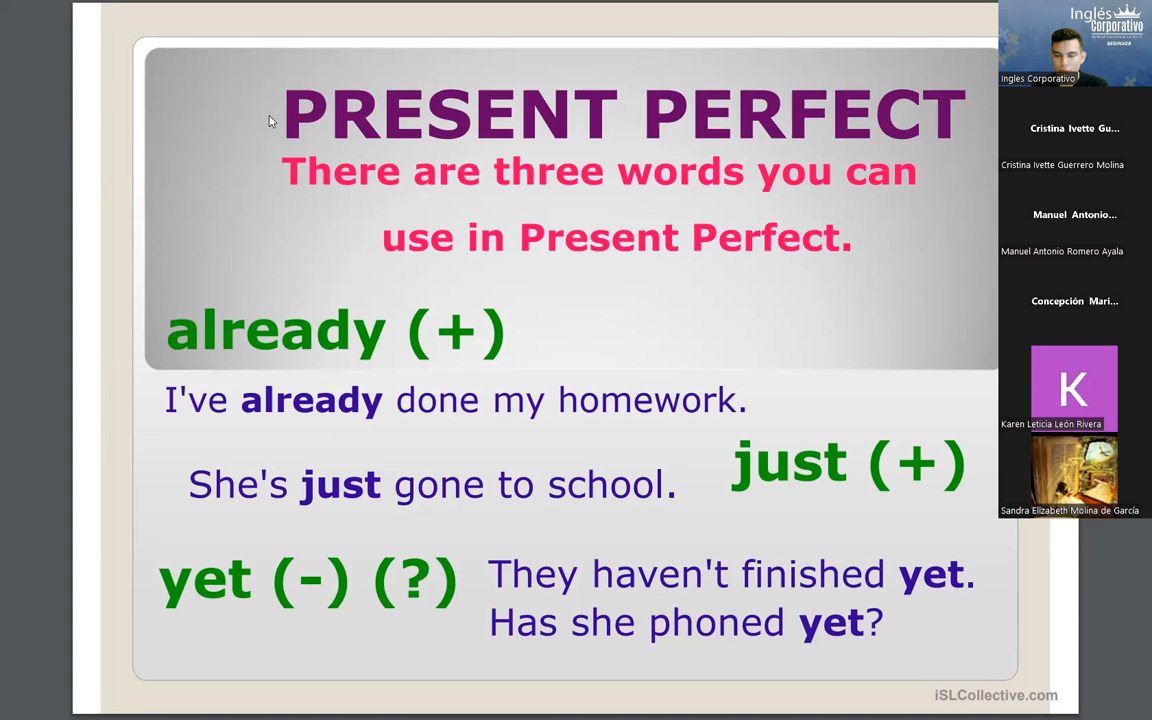 PRESENT PERFECT
There are three words you can
use in Present Perfect.
already (+)
I've already done my homework.
just (+)
She's just gone to school.
yet (-) (?)
They haven't finished yet.
Has she phoned yet?
iSLCollective.com
Inglés
Corporativo
BEGINNER
Ingles Corporativo
Cristina Ivette Gu...
Cristina Ivette Guerrero Molina
Manuel Antonio...
Manuel Antonio Romero Ayala
Concepción Mari...
K
Karen Leticia León Rivera
Sandra Elizabeth Molina de García